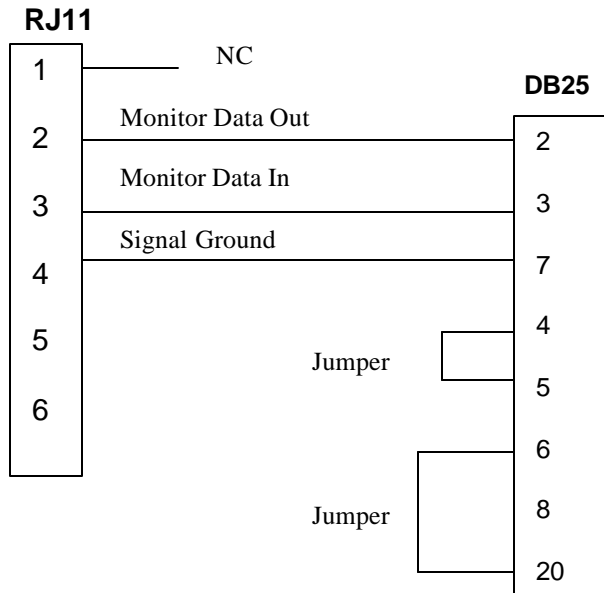 RJ11
1
NC
DB25
2
Monitor Data Out
2
3
Monitor Data In
3
4
Signal Ground
7
5
Jumper
4
5
6
Jumper
6
8
20